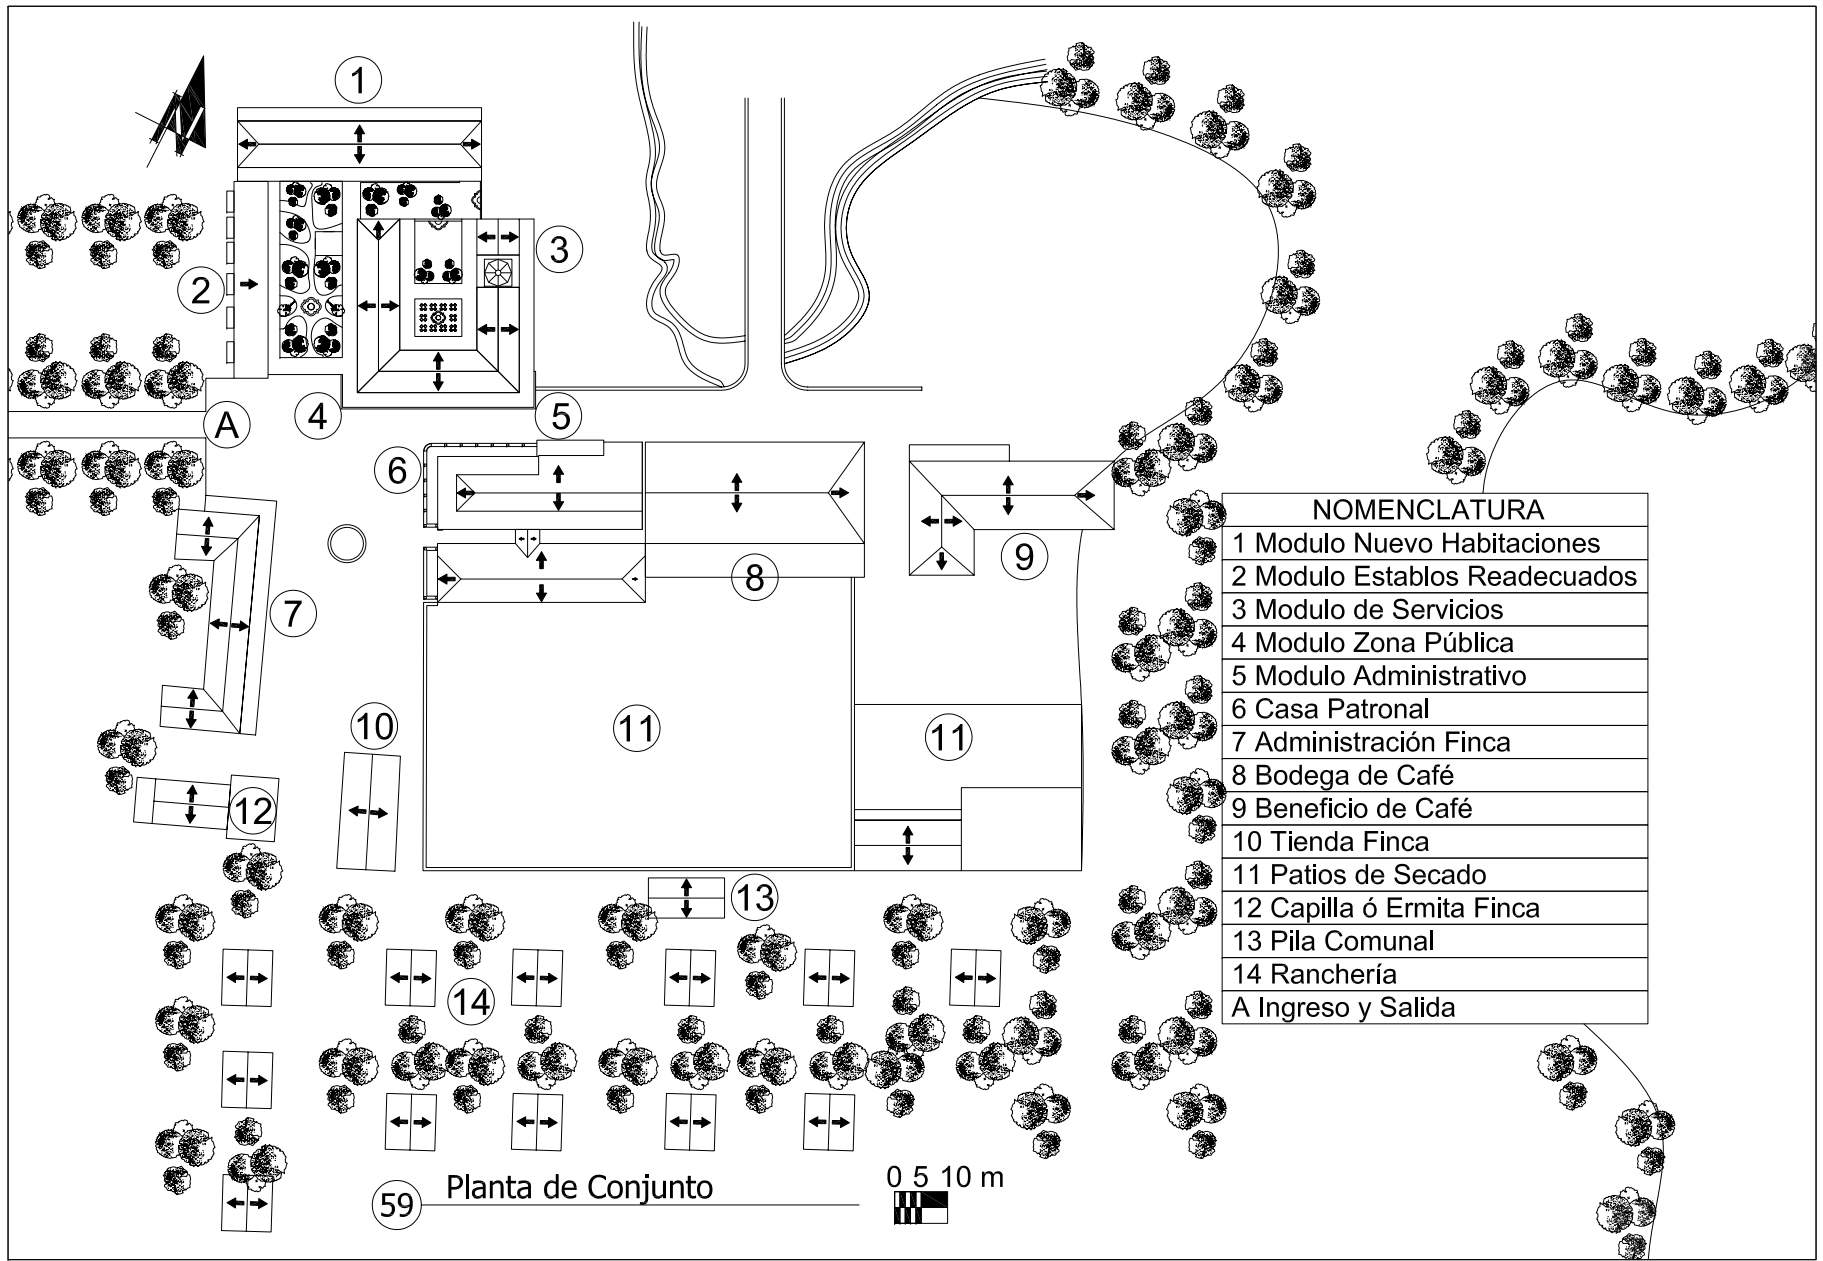 1
3
2
4
5
A
6
9
8
7
10
11
11
12
13
14
NOMENCLATURA
1 Modulo Nuevo Habitaciones
2 Modulo Establos Readecuados
3 Modulo de Servicios
4 Modulo Zona Pública
5 Modulo Administrativo
6 Casa Patronal
7 Administración Finca
8 Bodega de Café
9 Beneficio de Café
10 Tienda Finca
11 Patios de Secado
12 Capilla ó Ermita Finca
13 Pila Comunal
14 Ranchería
A Ingreso y Salida
59 Planta de Conjunto
0 5 10 m